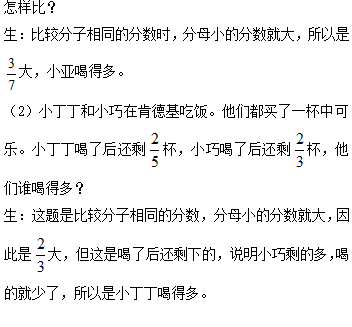 怎样比？
生：比较分子相同的分数时，分母小的分数就大，所以是
3/7大，小亚喝得多。
（2）小丁丁和小巧在肯德基吃饭。他们都买了一杯中可
乐。小丁丁喝了后还剩2/5杯，小巧喝了后还剩2/3杯，他
们谁喝得多？
生：这题是比较分子相同的分数，分母小的分数就大，因
此是2/3大，但这是喝了后还剩下的，说明小巧剩的多，喝
的就少了，所以是小丁丁喝得多。